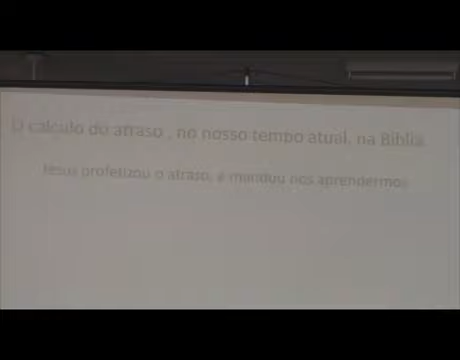 O calculo do atraso , no nosso tempo atual, na Biblia.
Jesus profetizou o atraso, e mandou nos aprendermos